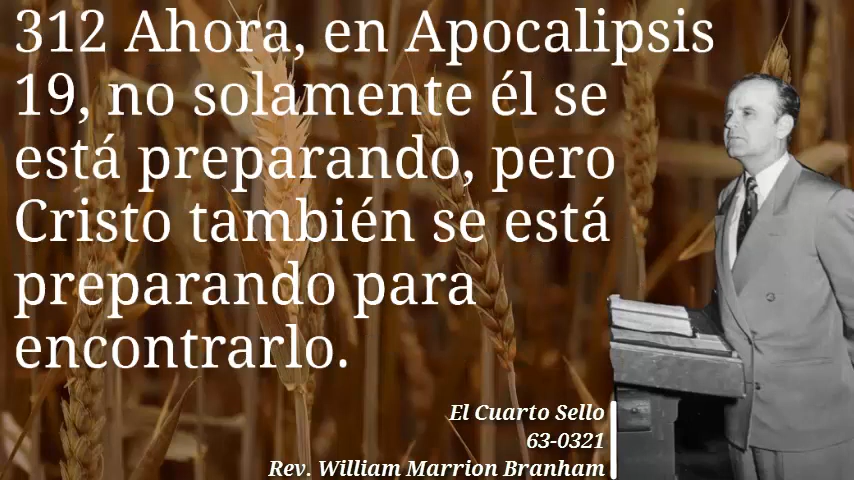 312 Ahora, en Apocalipsis
19, no solamente él se
está preparando, pero
Cristo también se está
preparando para
encontrarlo.
El Cuarto Sello
63-0321
Rev. William Marrion Branham